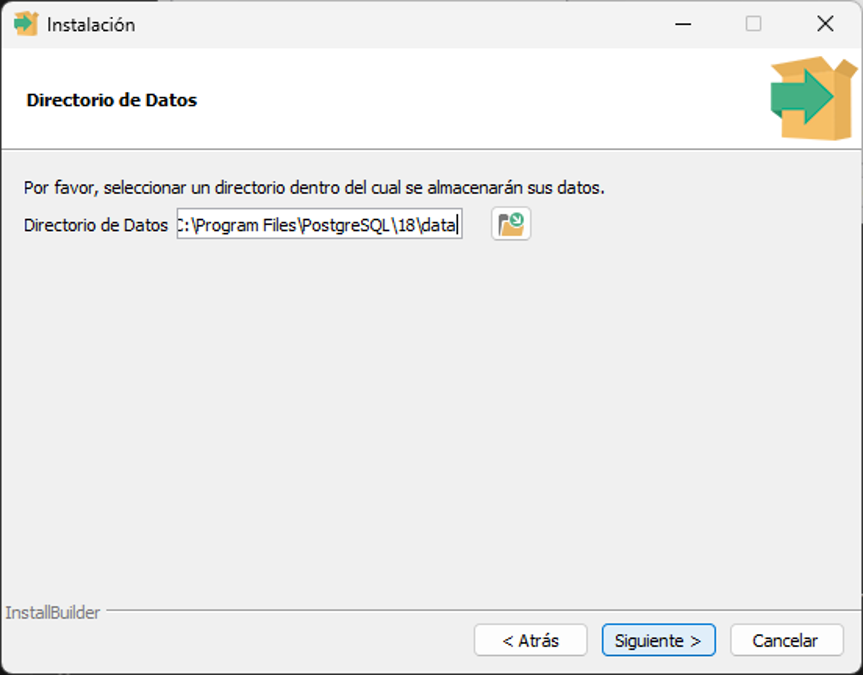 Instalación
Directorio de Datos
Por favor, seleccionar un directorio dentro del cual se almacenarán sus datos.
Directorio de Datos C:\Program Files\PostgreSQL\18\data
InstallBuilder
< Atrás Siguiente > Cancelar